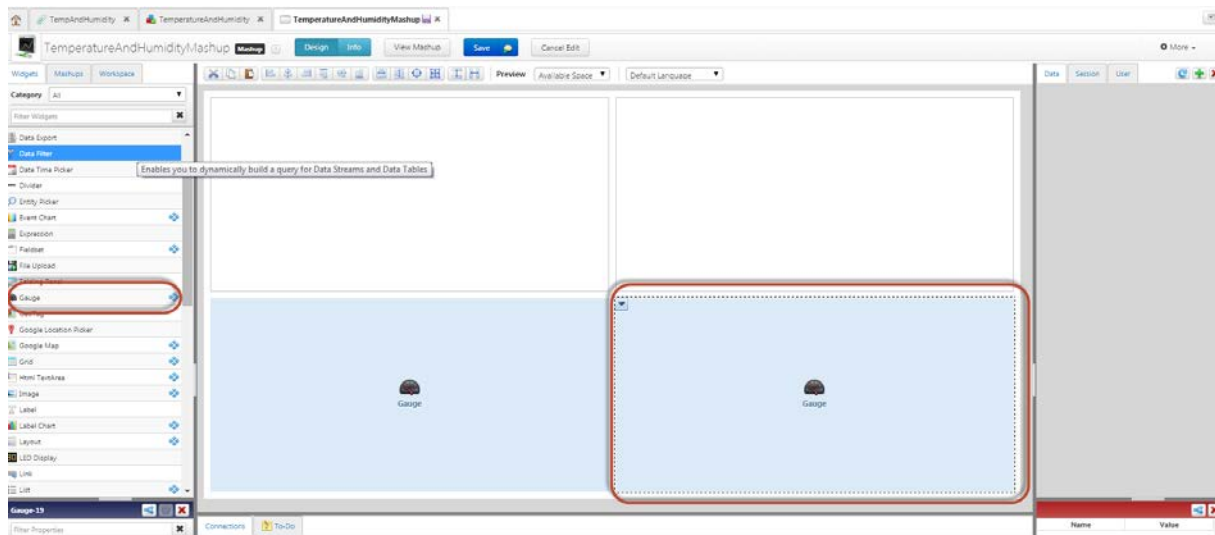 TempAndHumidity
TemperatureAndHumidity
TemperatureAndHumidityMashup
TemperatureAndHumidityMashup Mashup
Design Info View Mashup Save Cancel Edit
More
Widgets Mashups Workspace
Preview Available Space Default Language
Data Session User
Category All
Filter Widgets
Data Export
Data Filter
Enables you to dynamically build a query for Data Streams and Data Tables
Date Time Picker
Divider
Entity Picker
Event Chart
Expression
Fieldset
File Upload
Gauge
Google Location Picker
Google Map
Grid
Html TextArea
Image
Label
Label Chart
Layout
LED Display
Link
List
Gauge
Gauge
Gauge-19
Filter Properties
Connections To-Do
Name Value